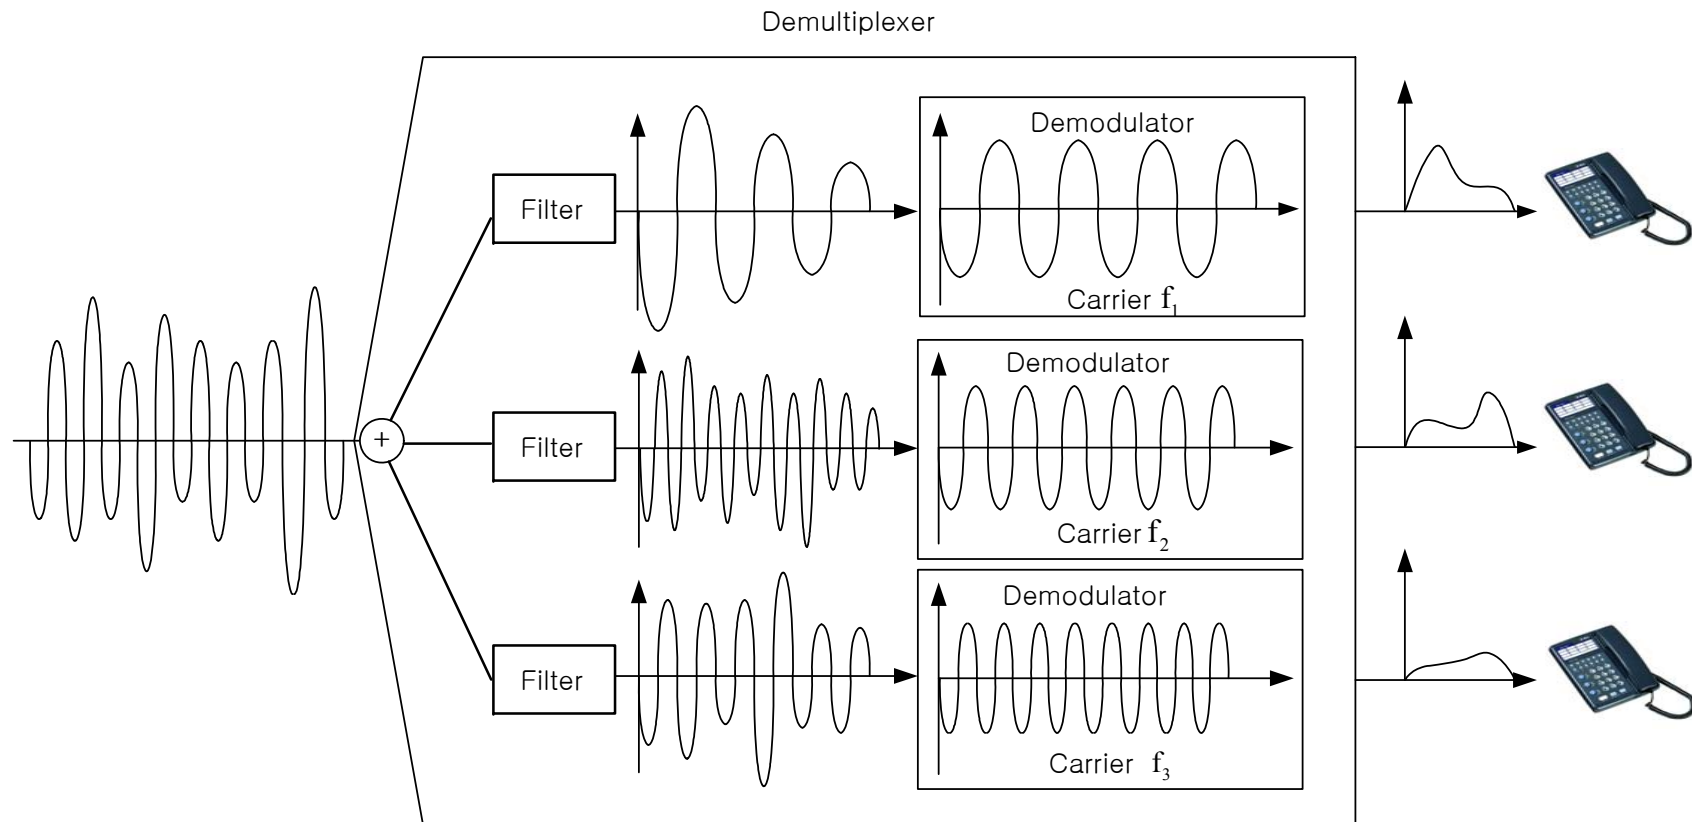 Demultiplexer
Filter
Demodulator
Carrier f1
Filter
+
Demodulator
Carrier f2
Filter
Demodulator
Carrier f3